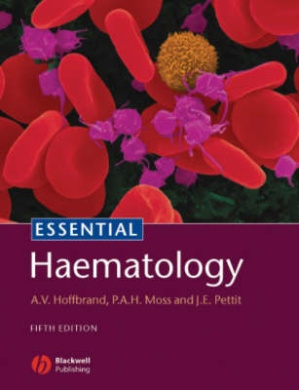 ESSENTIAL
Haematology
A.V. Hoffbrand, P.A.H. Moss and J.E. Pettit
FIFTH EDITION
Blackwell
Publishing